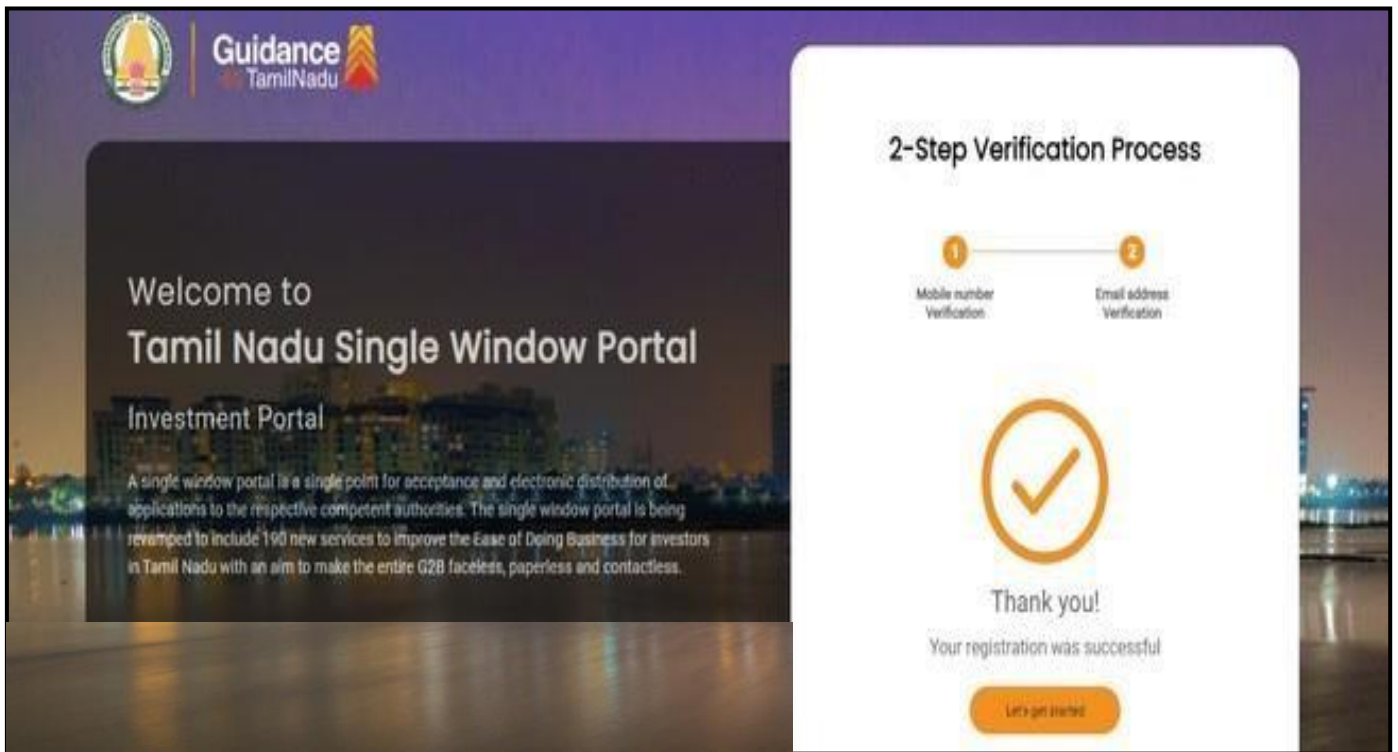 Guidance
TamilNadu
Welcome to
Tamil Nadu Single Window Portal
Investment Portal
A single window portal is a single point for acceptance and electronic distribution of
applications to the respective competent authorities. The single window portal is being
revamped to include 190 new services to improve the Ease of Doing Business for investors
in Tamil Nadu with an aim to make the entire G2B faceless, paperless and contactless.
2-Step Verification Process
1
2
Mobile number
Verification
Email address
Verification
Thank you!
Your registration was successful
Let's get started